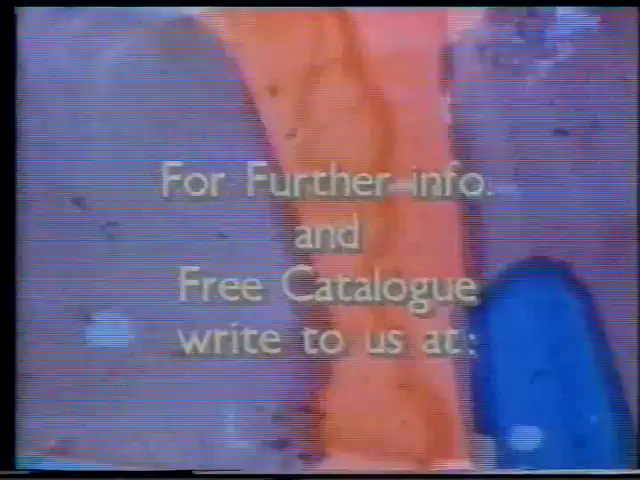 For Further info.
and
Free Catalogue
write to us at: